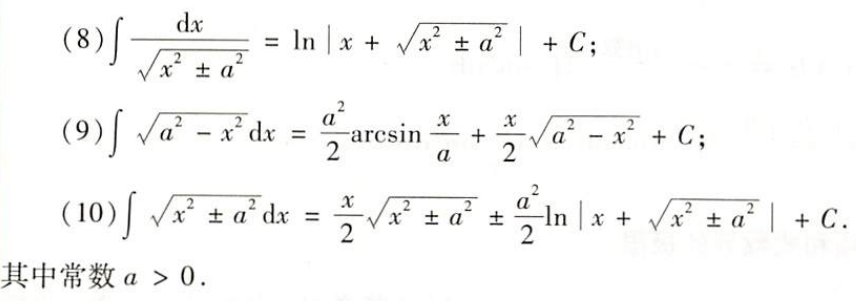 (8) ∫ dx / √(x² ± a²) = ln | x + √(x² ± a²) | + C;
(9) ∫ √(a² − x²) dx = a²/2 arcsin x/a + x/2 √(a² − x²) + C;
(10) ∫ √(x² ± a²) dx = x/2 √(x² ± a²) ± a²/2 ln | x + √(x² ± a²) | + C.
其中常数 a > 0.